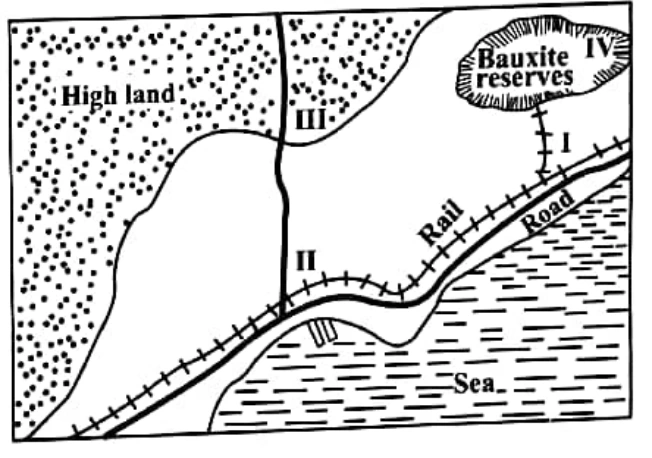 IV
Bauxite
reserves
High land
III
I
Rail
Road
II
Sea